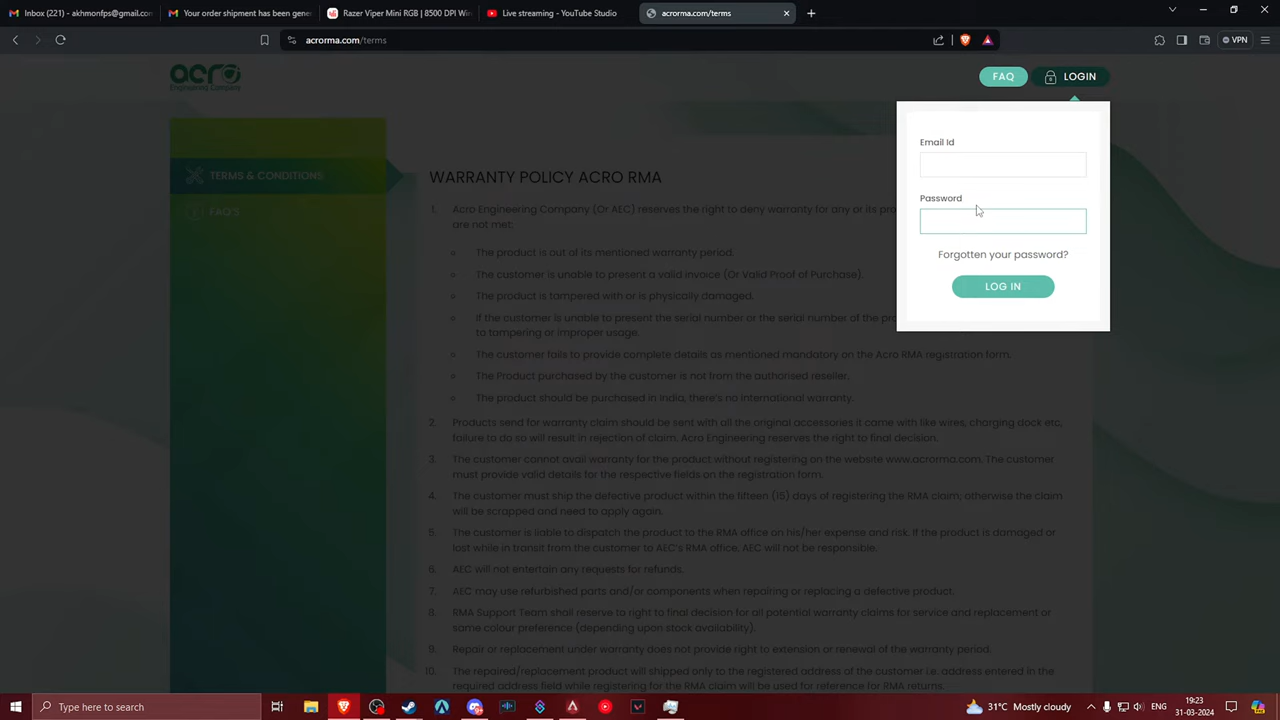 Inbox (221) - akhmonfps@gmail.com
Your order shipment has been gener
Razer Viper Mini RGB | 8500 DPI Wir
Live streaming - YouTube Studio
acrorma.com/terms
acrorma.com/terms
VPN
acro
Engineering Company
FAQ
LOGIN
Email Id
Password
Forgotten your password?
LOG IN
TERMS & CONDITIONS
FAQ'S
WARRANTY POLICY ACRO RMA
1. Acro Engineering Company (Or AEC) reserves the right to deny warranty for any or its pro
are not met:
The product is out of its mentioned warranty period.
The customer is unable to present a valid invoice (Or Valid Proof of Purchase).
The product is tampered with or is physically damaged.
If the customer is unable to present the serial number or the serial number of the pro
to tampering or improper usage.
The customer fails to provide complete details as mentioned mandatory on the Acro RMA registration form.
The Product purchased by the customer is not from the authorised reseller.
The product should be purchased in India, there's no international warranty.
2. Products send for warranty claim should be sent with all the original accessories it came with like wires, charging dock etc,
failure to do so will result in rejection of claim. Acro Engineering reserves the right to final decision.
3. The customer cannot avail warranty for the product without registering on the website www.acrorma.com. The customer
must provide valid details for the respective fields on the registration form.
4. The customer must ship the defective product within the fifteen (15) days of registering the RMA claim; otherwise the claim
will be scrapped and need to apply again.
5. The customer is liable to dispatch the product to the RMA office on his/her expense and risk. If the product is damaged or
lost while in transit from the customer to AEC's RMA office, AEC will not be responsible.
6. AEC will not entertain any requests for refunds.
7. AEC may use refurbished parts and/or components when repairing or replacing a defective product.
8. RMA Support Team shall reserve to right to final decision for all potential warranty claims for service and replacement or
same colour preference (depending upon stock availability).
9. Repair or replacement under warranty does not provide right to extension or renewal of the warranty period.
10. The repaired/replacement product will shipped only to the registered address of the customer i.e. address entered in the
required address field while registering for the RMA claim will be used for reference for RMA returns.
Type here to search
31°C Mostly cloudy
ENG
19:23
31-03-2024